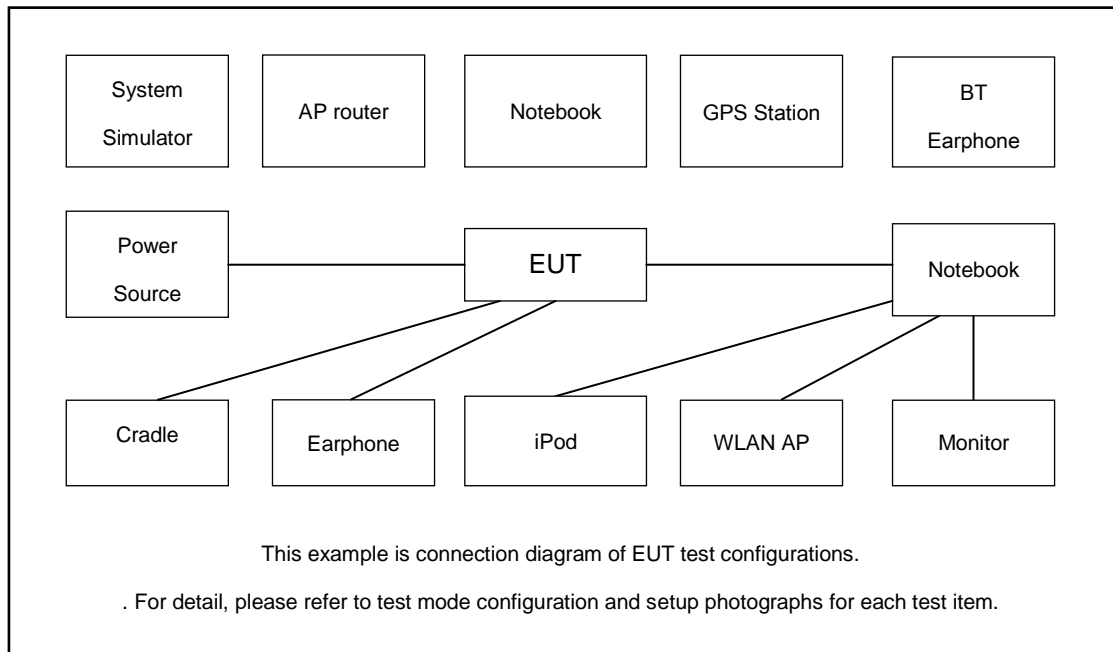 System
Simulator
AP router
Notebook
GPS Station
BT
Earphone
Power
Source
EUT
Notebook
Cradle
Earphone
iPod
WLAN AP
Monitor
This example is connection diagram of EUT test configurations.
. For detail, please refer to test mode configuration and setup photographs for each test item.